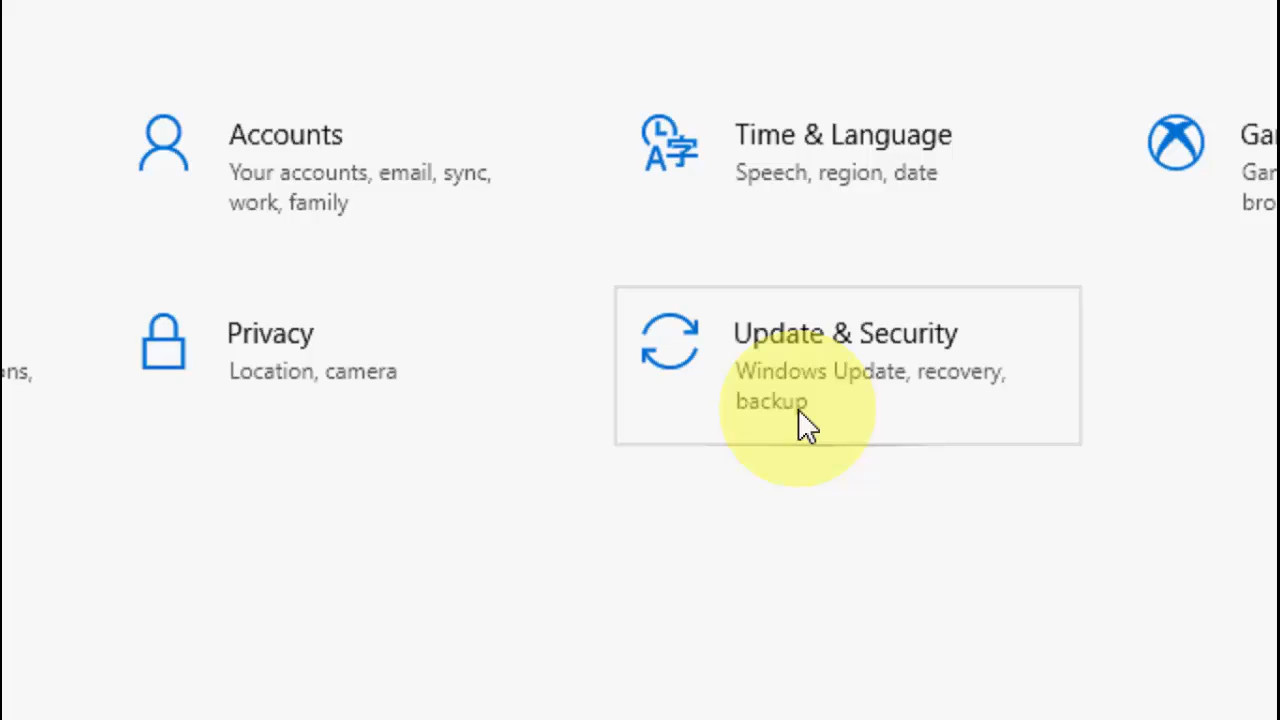 Accounts
Your accounts, email, sync,
work, family
Time & Language
Speech, region, date
Privacy
Location, camera
Update & Security
Windows Update, recovery,
backup